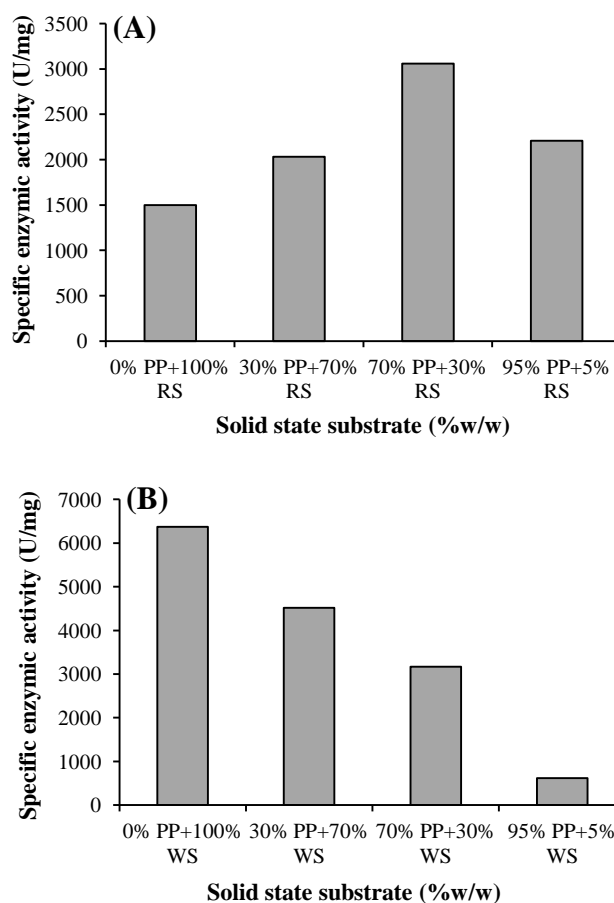 (A)
Specific enzymic activity (U/mg)
3500
3000
2500
2000
1500
1000
500
0
0% PP+100% RS
30% PP+70% RS
70% PP+30% RS
95% PP+5% RS
Solid state substrate (%w/w)
(B)
Specific enzymic activity (U/mg)
7000
6000
5000
4000
3000
2000
1000
0
0% PP+100% WS
30% PP+70% WS
70% PP+30% WS
95% PP+5% WS
Solid state substrate (%w/w)